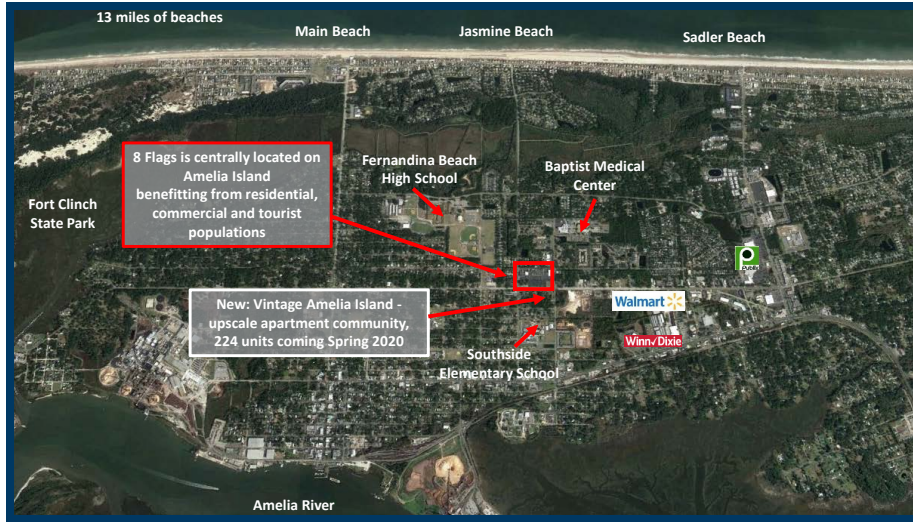 13 miles of beaches
Main Beach
Jasmine Beach
Sadler Beach
8 Flags is centrally located on
Amelia Island
benefitting from residential,
commercial and tourist
populations
Fernandina Beach
High School
Baptist Medical
Center
Fort Clinch
State Park
Publix
New: Vintage Amelia Island -
upscale apartment community,
224 units coming Spring 2020
Walmart
Winn Dixie
Southside
Elementary School
Amelia River